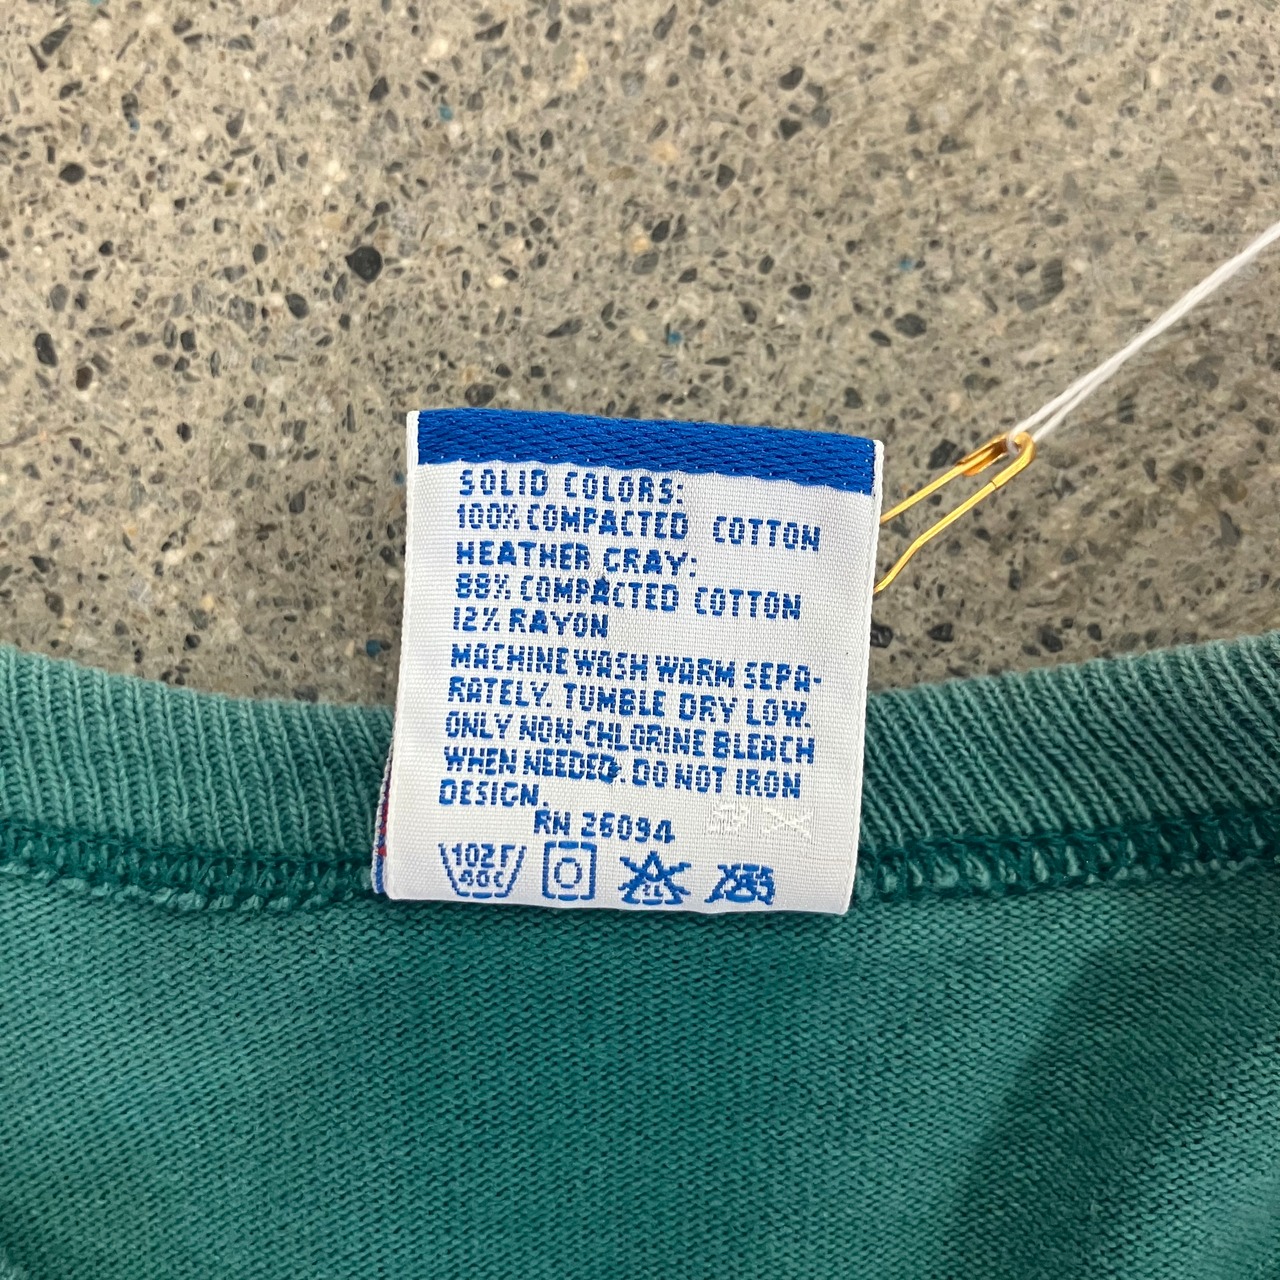 SOLID COLORS:
100% COMPACTED COTTON
HEATHER GRAY:
88% COMPACTED COTTON
12% RAYON
MACHINE WASH WARM SEPA-
RATELY. TUMBLE DRY LOW.
ONLY NON-CHLORINE BLEACH
WHEN NEEDED. DO NOT IRON
DESIGN.
RN 26094
102F
40C